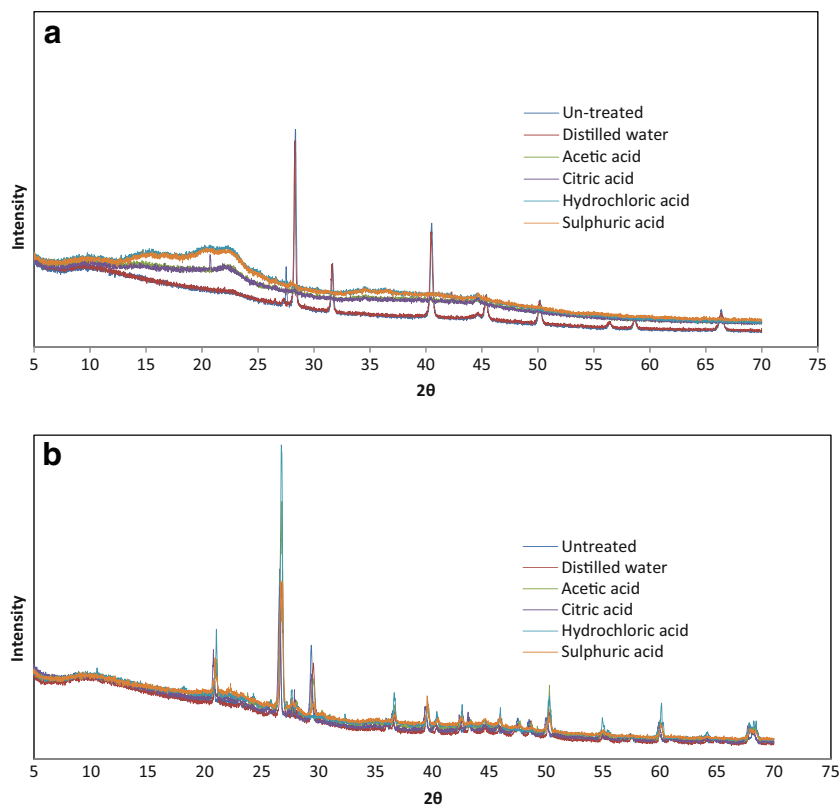 a
Un-treated
Distilled water
Acetic acid
Citric acid
Hydrochloric acid
Sulphuric acid
Intensity
5 10 15 20 25 30 35 40 45 50 55 60 65 70 75
2θ
b
Untreated
Distilled water
Acetic acid
Citric acid
Hydrochloric acid
Sulphuric acid
Intensity
5 10 15 21 25 30 35 40 45 50 55 60 65 70 75
2θ